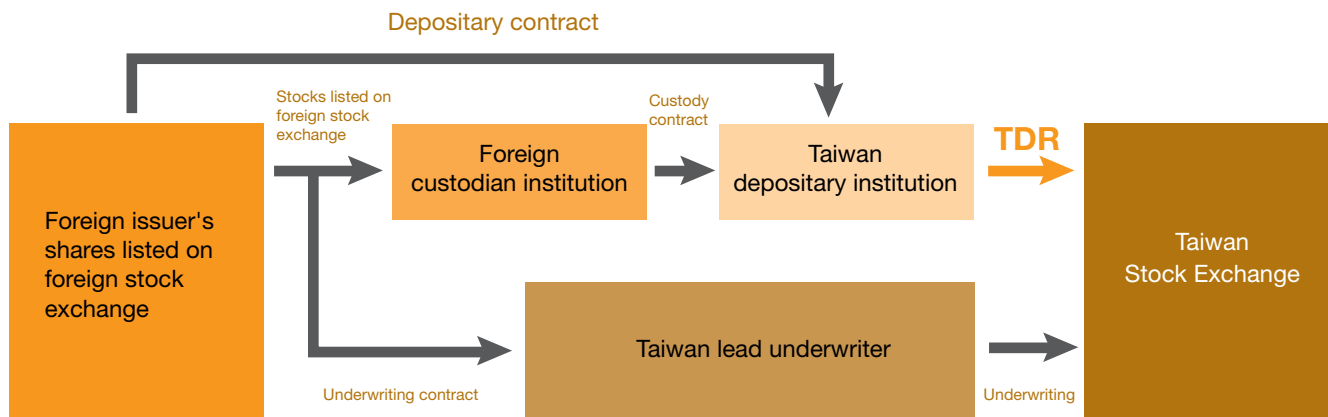 Depositary contract
Stocks listed on
foreign stock
exchange
Custody
contract
TDR
Foreign issuer's
shares listed on
foreign stock
exchange
Foreign
custodian institution
Taiwan
depositary institution
Taiwan
Stock Exchange
Taiwan lead underwriter
Underwriting contract
Underwriting